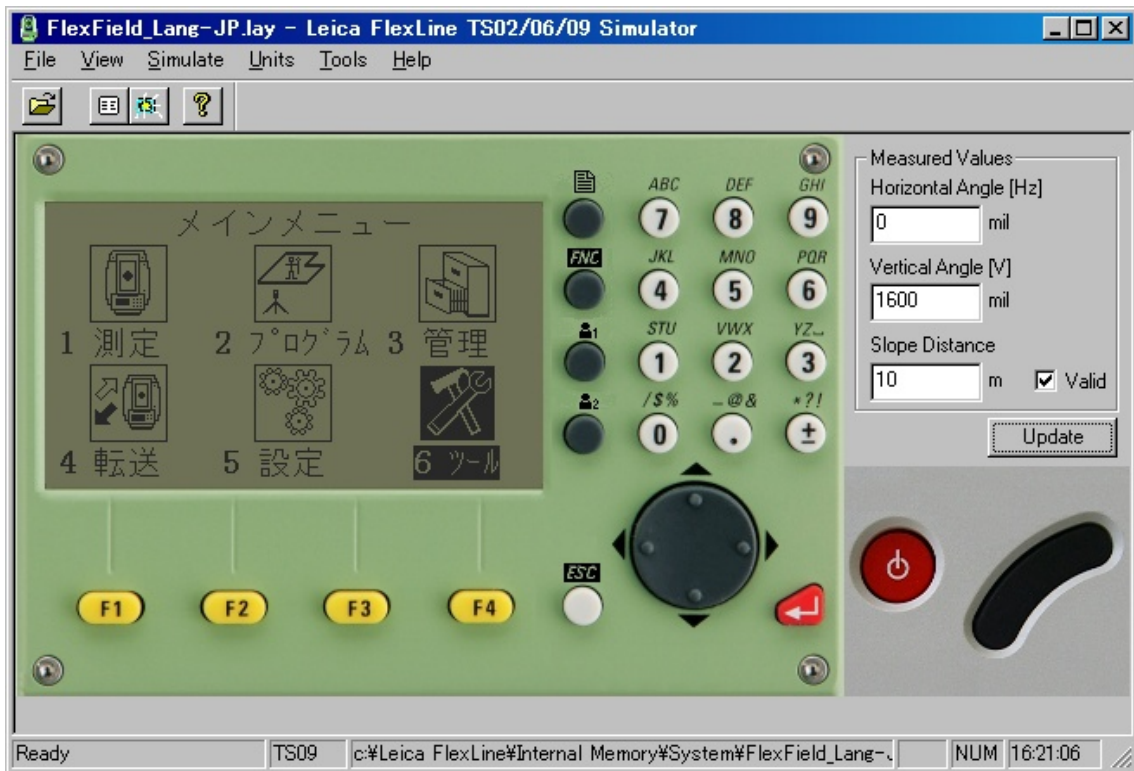 FlexField_Lang-JP.lay - Leica FlexLine TS02/06/09 Simulator
File View Simulate Units Tools Help
メインメニュー
1 測定 2 プログラム 3 管理
4 転送 5 設定 6 ツール
F1 F2 F3 F4
ABC DEF GHI
7 8 9
FNC JKL MNO PQR
4 5 6
1 STU VWX YZ
1 2 3
2 /$% _@& *?!
0 . ±
ESC
Measured Values
Horizontal Angle [Hz]
0 mil
Vertical Angle [V]
1600 mil
Slope Distance
10 m Valid
Update
Ready TS09 c:¥Leica FlexLine¥Internal Memory¥System¥FlexField_Lang- NUM 16:21:06